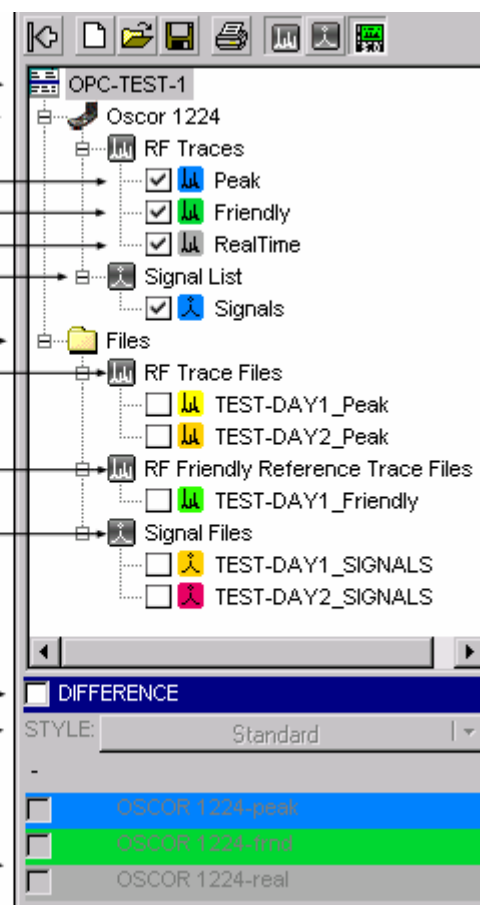 OPC-TEST-1
Oscor 1224
RF Traces
Peak
Friendly
RealTime
Signal List
Signals
Files
RF Trace Files
TEST-DAY1_Peak
TEST-DAY2_Peak
RF Friendly Reference Trace Files
TEST-DAY1_Friendly
Signal Files
TEST-DAY1_SIGNALS
TEST-DAY2_SIGNALS
DIFFERENCE
STYLE: Standard
-
OSCOR 1224-peak
OSCOR 1224-frnd
OSCOR 1224-real